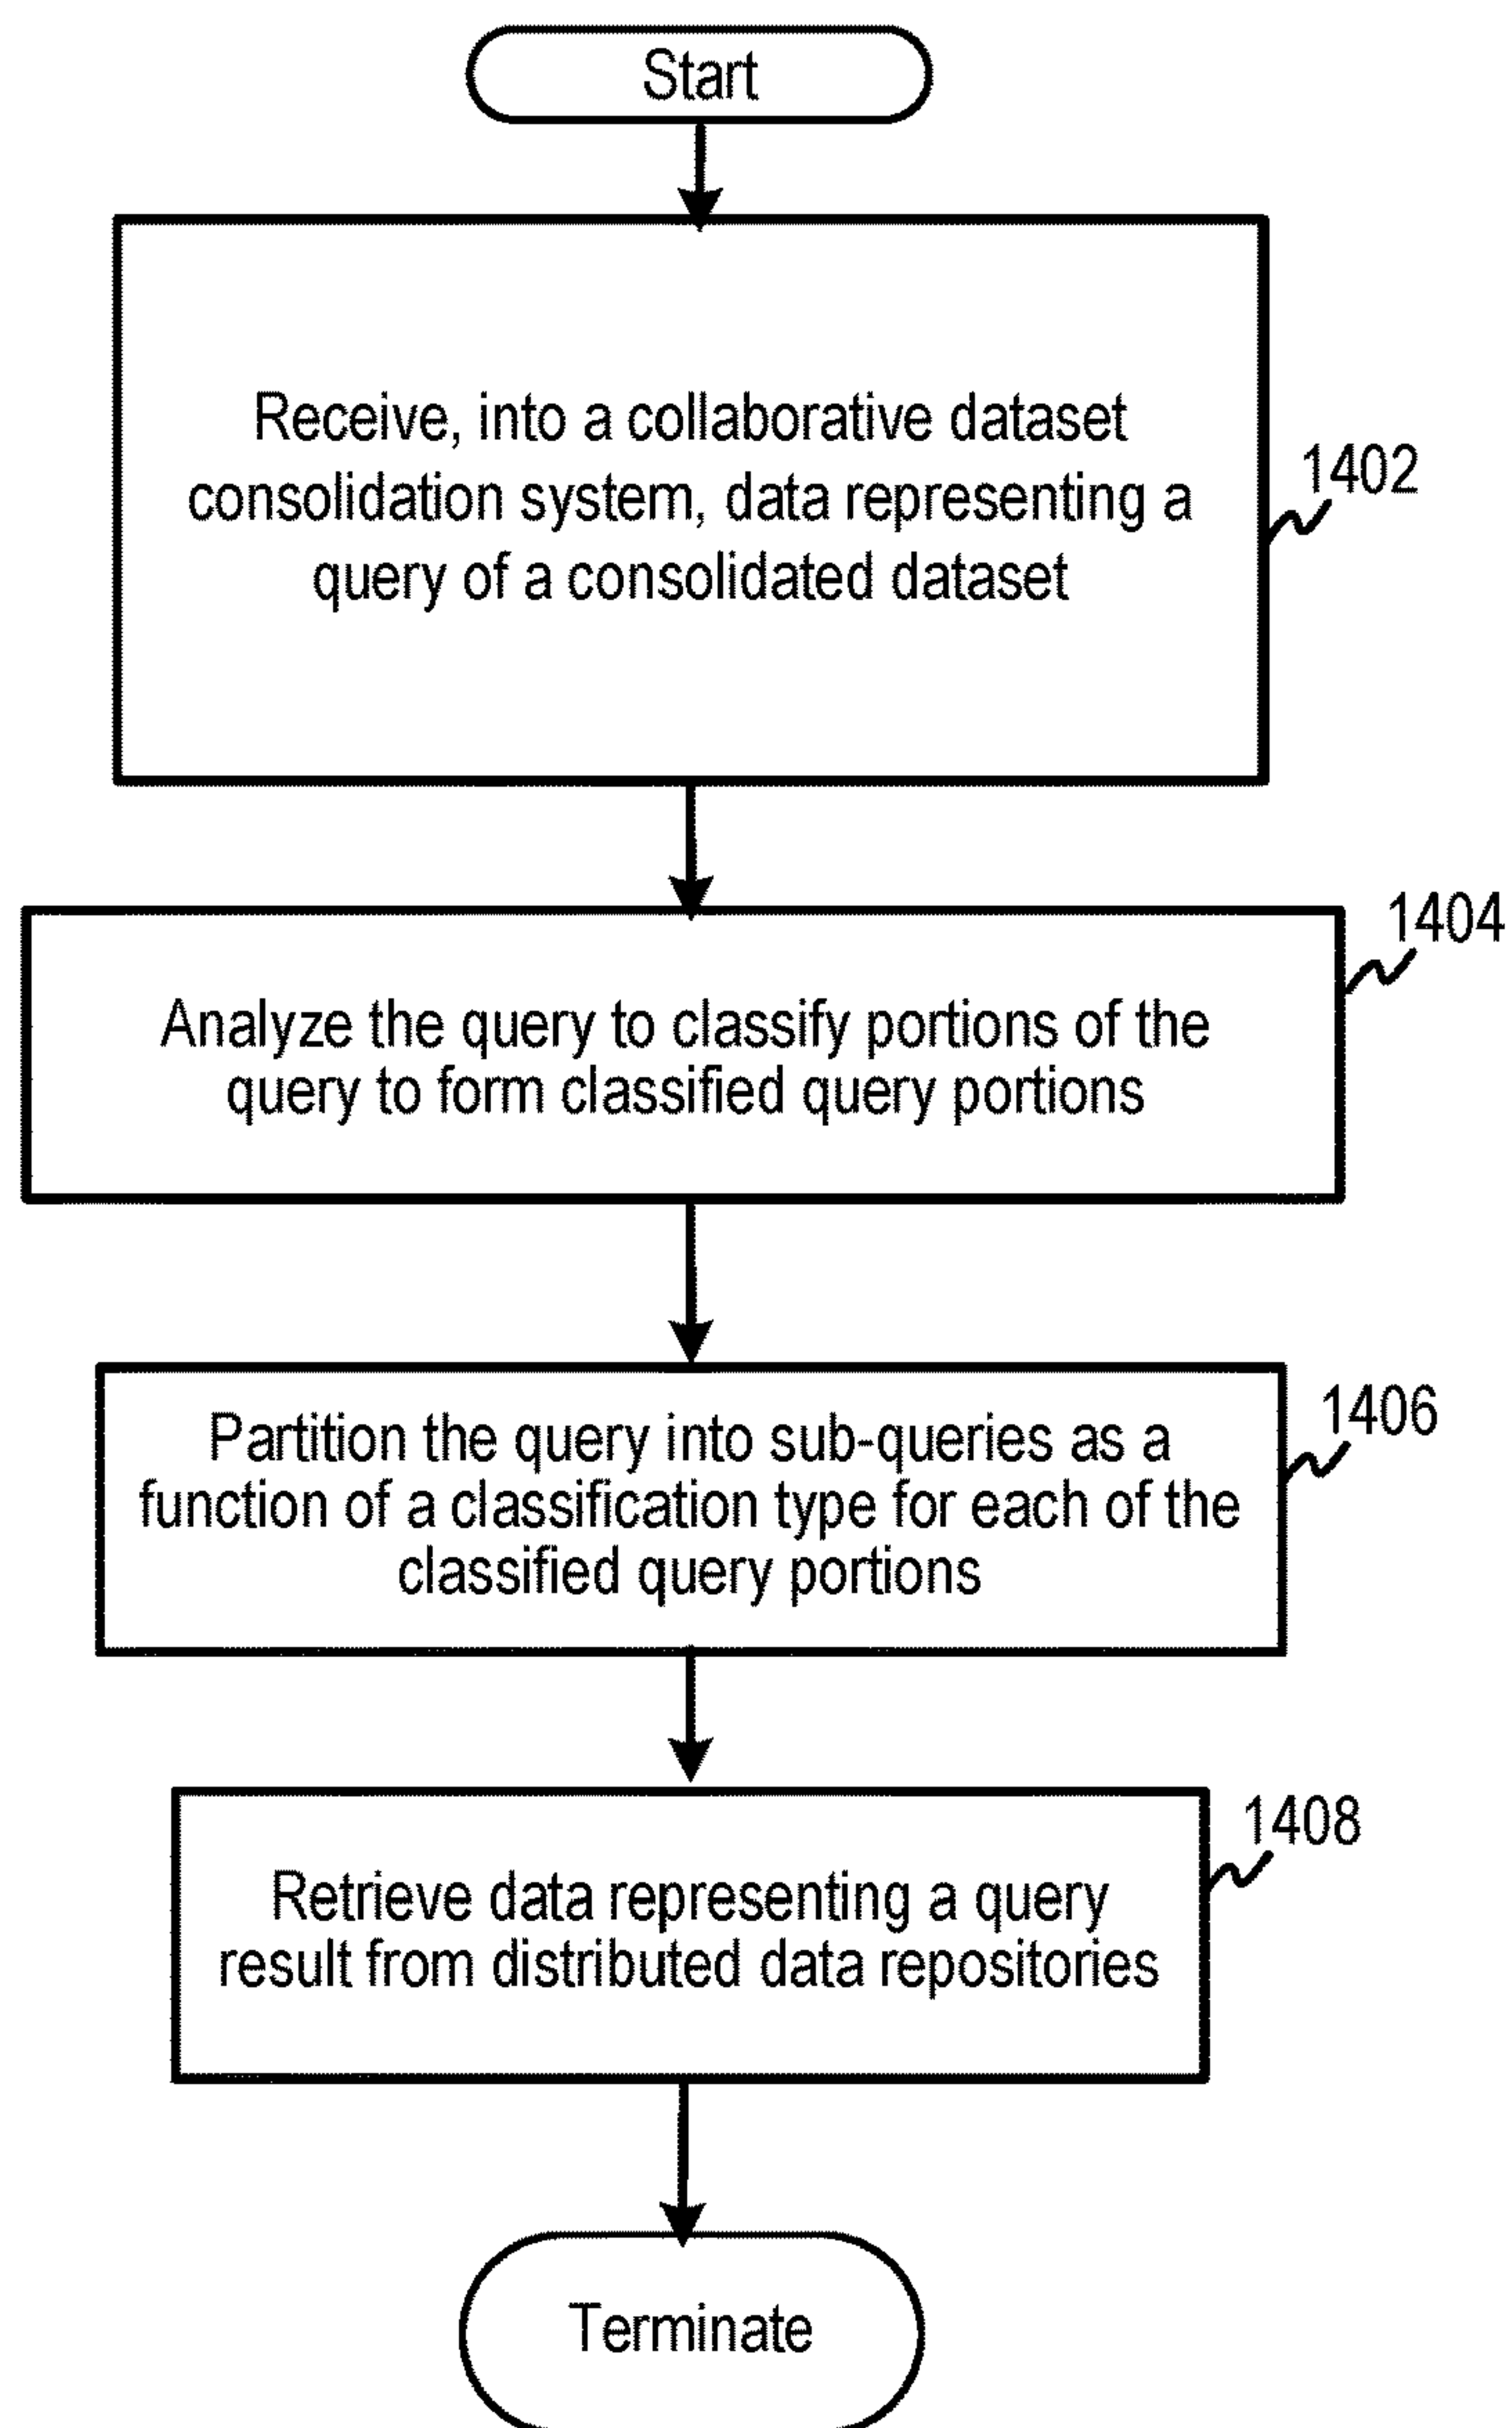 Start
Receive, into a collaborative dataset
consolidation system, data representing a
query of a consolidated dataset
1402
Analyze the query to classify portions of the
query to form classified query portions
1404
Partition the query into sub-queries as a
function of a classification type for each of the
classified query portions
1406
Retrieve data representing a query
result from distributed data repositories
1408
Terminate